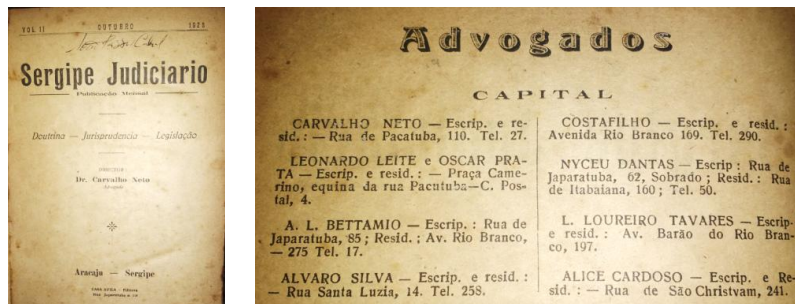 VOL II OUTUBRO 1925
Sergipe Judiciario
Publicação Mensal
Doutrina — Jurisprudencia — Legislação
DIRECTOR
Dr. Carvalho Neto
Advogado
Aracaju — Sergipe
Advogados
CAPITAL
CARVALHO NETO — Escrip. e re-
sid. : — Rua de Pacatuba, 110. Tel. 27.
LEONARDO LEITE e OSCAR PRA-
TA — Escrip. e resid. : — Praça Came-
rino, equina da rua Pacutuba—C. Pos-
tal, 4.
A. L. BETTAMIO — Escrip. : Rua de
Japaratuba, 85 ; Resid. : Av. Rio Branco,
— 275 Tel. 17.
ALVARO SILVA — Escrip. e resid. :
— Rua Santa Luzia, 14. Tel. 258.
COSTAFILHO — Escrip. e resid. :
Avenida Rio Branco 169. Tel. 290.
NYCEU DANTAS — Escrip : Rua de
Japaratuba, 62, Sobrado ; Resid. : Rua
de Itabaiana, 160 ; Tel. 50.
L. LOUREIRO TAVARES — Escrip-
e resid. : Av. Barão do Rio Bran-
co, 197.
ALICE CARDOSO — Escrip. e Re-
sid. : — Rua de São Christvam, 241.